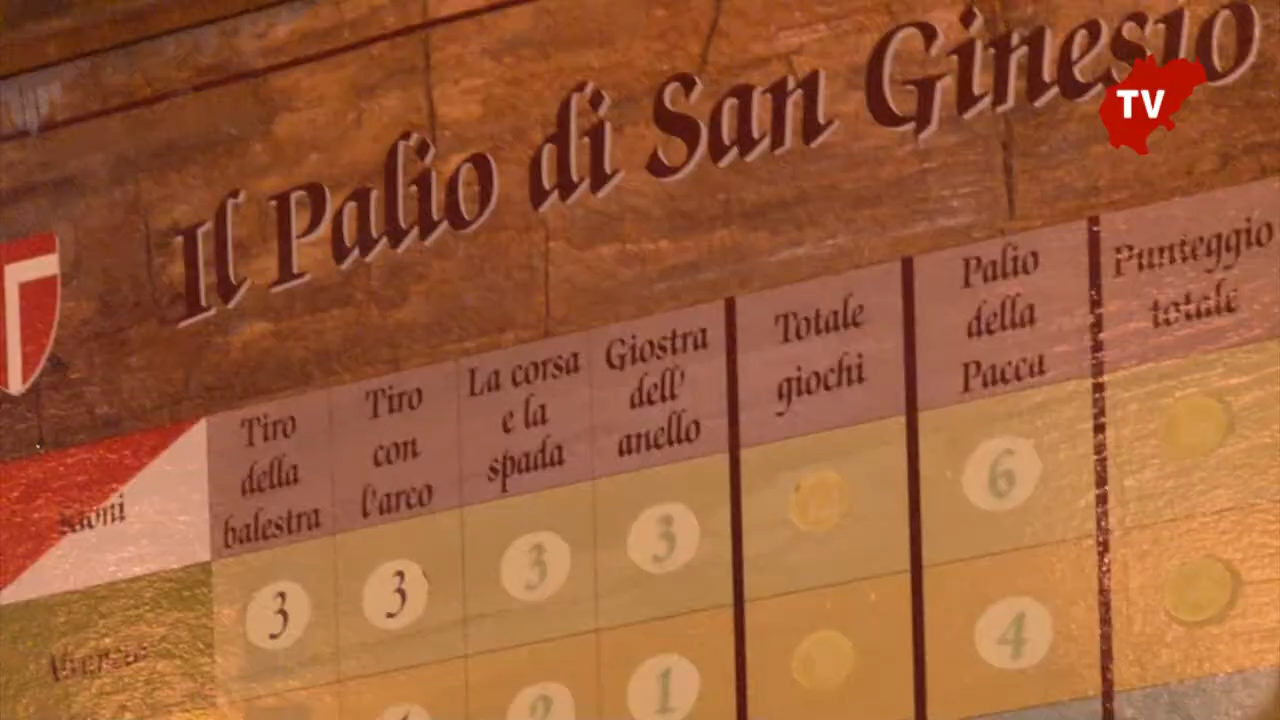 Il Palio di San Ginesio
TV
Tiro
della
balestra
Tiro
con
l'arco
La corsa
e la
spada
Giostra
dell'
anello
Totale
giochi
Palio
della
Pacca
Punteggio
totale
3
3
3
3
6
1
4